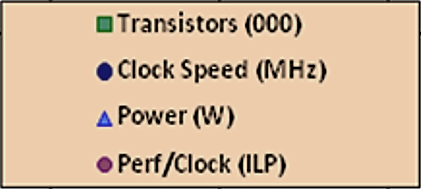 Transistors (000)
Clock Speed (MHz)
Power (W)
Perf/Clock (ILP)